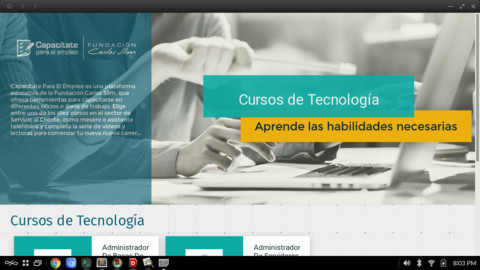 Capacítate
para el empleo
FUNDACIÓN
Carlos Slim
Capacítate Para El Empleo es una plataforma
educativa de la Fundación Carlos Slim, que
ofrece herramientas para capacitarse en
diferentes oficios o áreas de trabajo. Elige
entre uno de los diez cursos en el sector de
Servicio al Cliente, como mesero o asistente
telefónico y completa la serie de videos y
lecturas para comenzar tu nueva nueva carrer...
Cursos de Tecnología
Aprende las habilidades necesarias
Cursos de Tecnología
Administrador
De Bases De
Administrador
De Servidores
8:03 PM